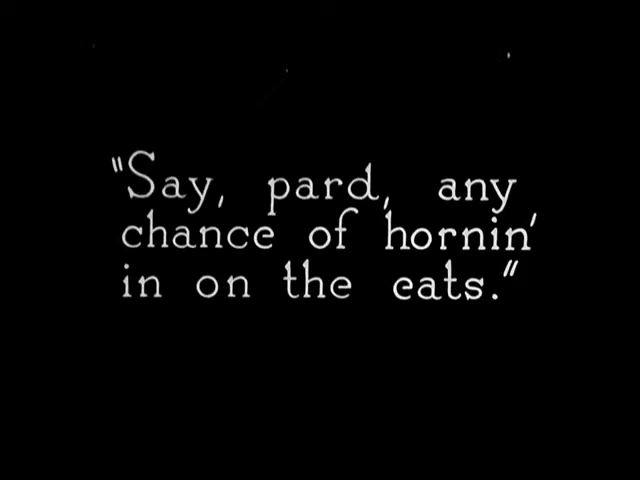 "Say, pard, any
chance of hornin'
in on the eats."